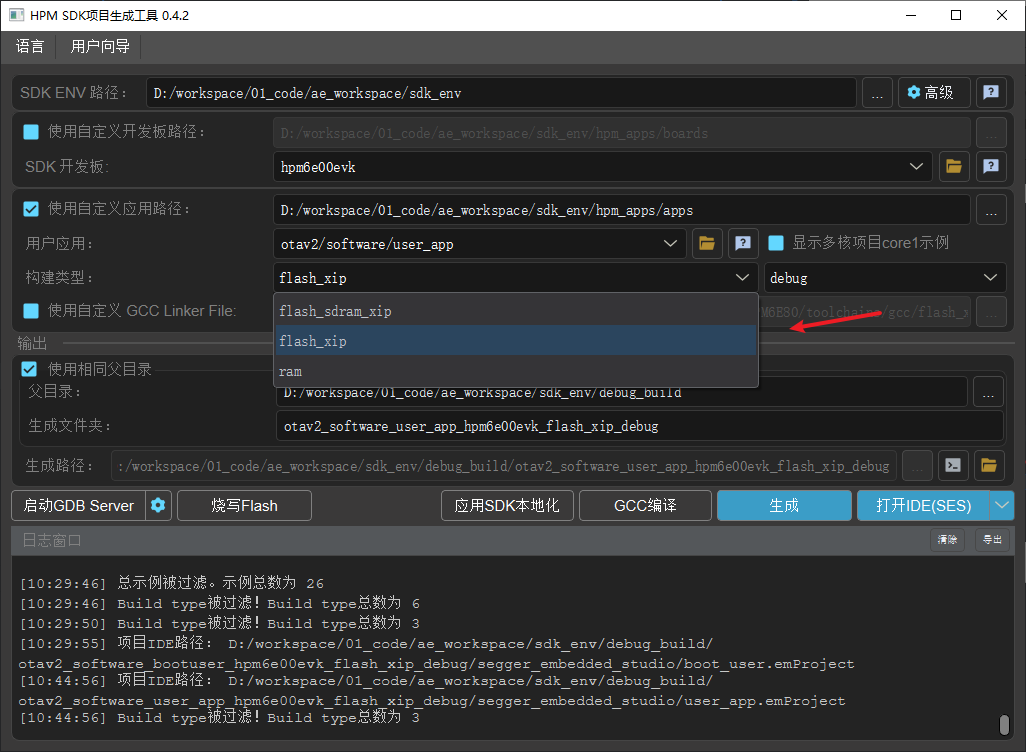 HPM SDK项目生成工具 0.4.2
语言 用户向导
SDK ENV 路径： D:/workspace/01_code/ae_workspace/sdk_env ... 高级
使用自定义开发板路径： D:/workspace/01_code/ae_workspace/sdk_env/hpm_apps/boards ...
SDK 开发板: hpm6e00evk
使用自定义应用路径： D:/workspace/01_code/ae_workspace/sdk_env/hpm_apps/apps ...
用户应用： otav2/software/user_app 显示多核项目core1示例
构建类型： flash_xip debug
使用自定义 GCC Linker File: flash_sdram_xip M6E80/toolchains/gcc/flash_x ...
flash_xip
输出
ram
使用相同父目录
父目录： D:/workspace/01_code/ae_workspace/sdk_env/debug_build ...
生成文件夹： otav2_software_user_app_hpm6e00evk_flash_xip_debug
生成路径： :/workspace/01_code/ae_workspace/sdk_env/debug_build/otav2_software_user_app_hpm6e00evk_flash_xip_debug ...
启动GDB Server 烧写Flash 应用SDK本地化 GCC编译 生成 打开IDE(SES)
日志窗口 清除 导出
[10:29:46] 总示例被过滤。示例总数为 26
[10:29:46] Build type被过滤！Build type总数为 6
[10:29:50] Build type被过滤！Build type总数为 3
[10:29:55] 项目IDE路径： D:/workspace/01_code/ae_workspace/sdk_env/debug_build/
otav2_software_bootuser_hpm6e00evk_flash_xip_debug/segger_embedded_studio/boot_user.emProject
[10:44:56] 项目IDE路径： D:/workspace/01_code/ae_workspace/sdk_env/debug_build/
otav2_software_user_app_hpm6e00evk_flash_xip_debug/segger_embedded_studio/user_app.emProject
[10:44:56] Build type被过滤！Build type总数为 3